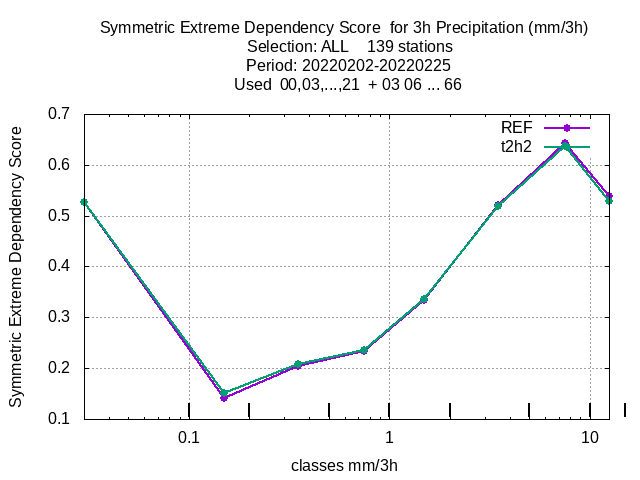 Symmetric Extreme Dependency Score  for 3h Precipitation (mm/3h)
Selection: ALL    139 stations
Period: 20220202-20220225
Used  00,03,...,21  + 03 06 ... 66
REF
t2h2
Symmetric Extreme Dependency Score
0.7
0.6
0.5
0.4
0.3
0.2
0.1
0.1
1
10
classes mm/3h